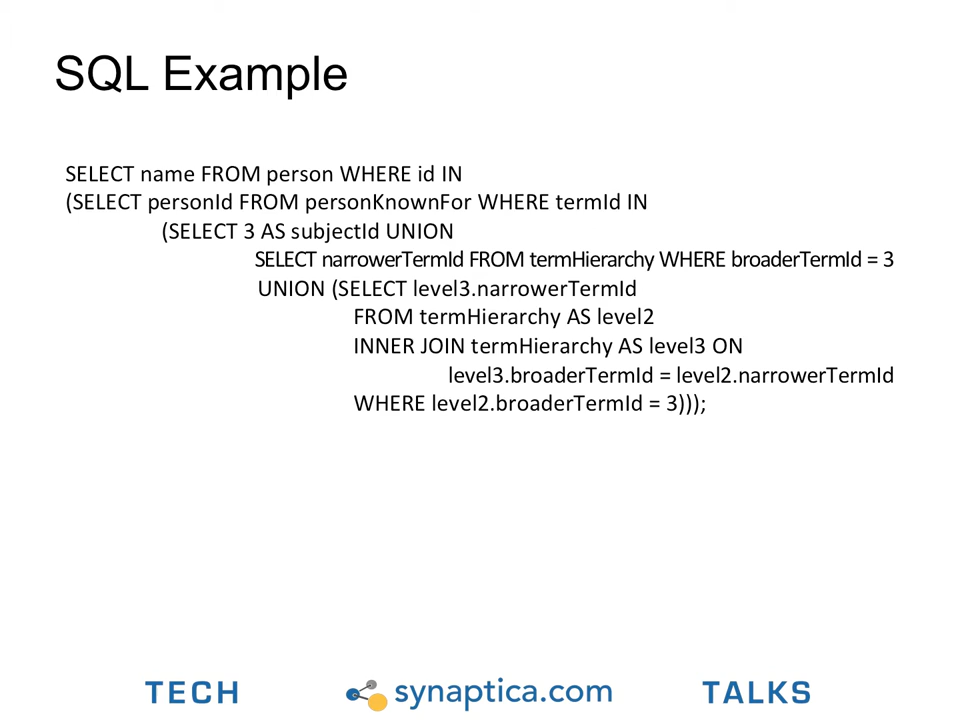 SQL Example
SELECT name FROM person WHERE id IN
(SELECT personId FROM personKnownFor WHERE termId IN
(SELECT 3 AS subjectId UNION
SELECT narrowerTermId FROM termHierarchy WHERE broaderTermId = 3
UNION (SELECT level3.narrowerTermId
FROM termHierarchy AS level2
INNER JOIN termHierarchy AS level3 ON
level3.broaderTermId = level2.narrowerTermId
WHERE level2.broaderTermId = 3)));
TECH synaptica.com TALKS